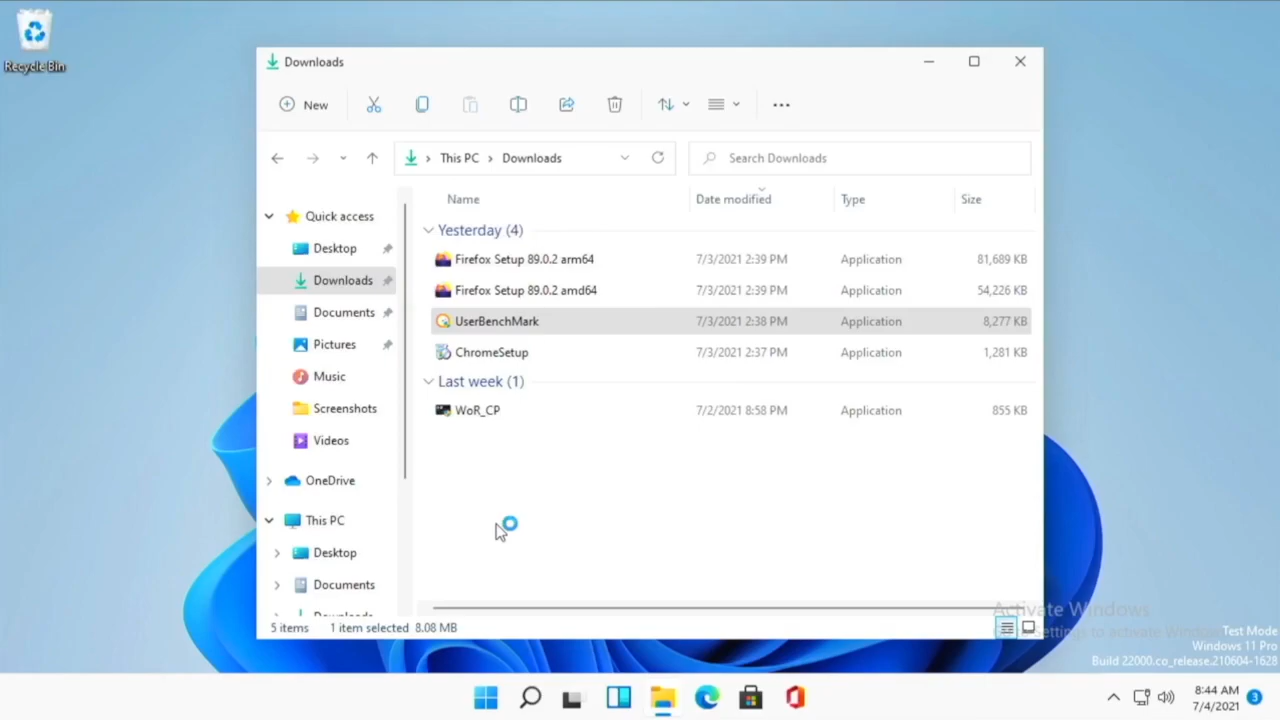 Recycle Bin
Downloads
New
This PC > Downloads
Search Downloads
Name Date modified Type Size
Quick access
Desktop
Downloads
Documents
Pictures
Music
Screenshots
Videos
OneDrive
This PC
Desktop
Documents
Downloads
Yesterday (4)
Firefox Setup 89.0.2 arm64 7/3/2021 2:39 PM Application 81,689 KB
Firefox Setup 89.0.2 amd64 7/3/2021 2:39 PM Application 54,226 KB
UserBenchMark 7/3/2021 2:38 PM Application 8,277 KB
ChromeSetup 7/3/2021 2:37 PM Application 1,281 KB
Last week (1)
WoR_CP 7/2/2021 8:58 PM Application 855 KB
5 items 1 item selected 8.08 MB
Activate Windows
Settings to activate
Test Mode
Windows 11 Pro
Build 22000.co_release.210604-1628
8:44 AM
7/4/2021
3